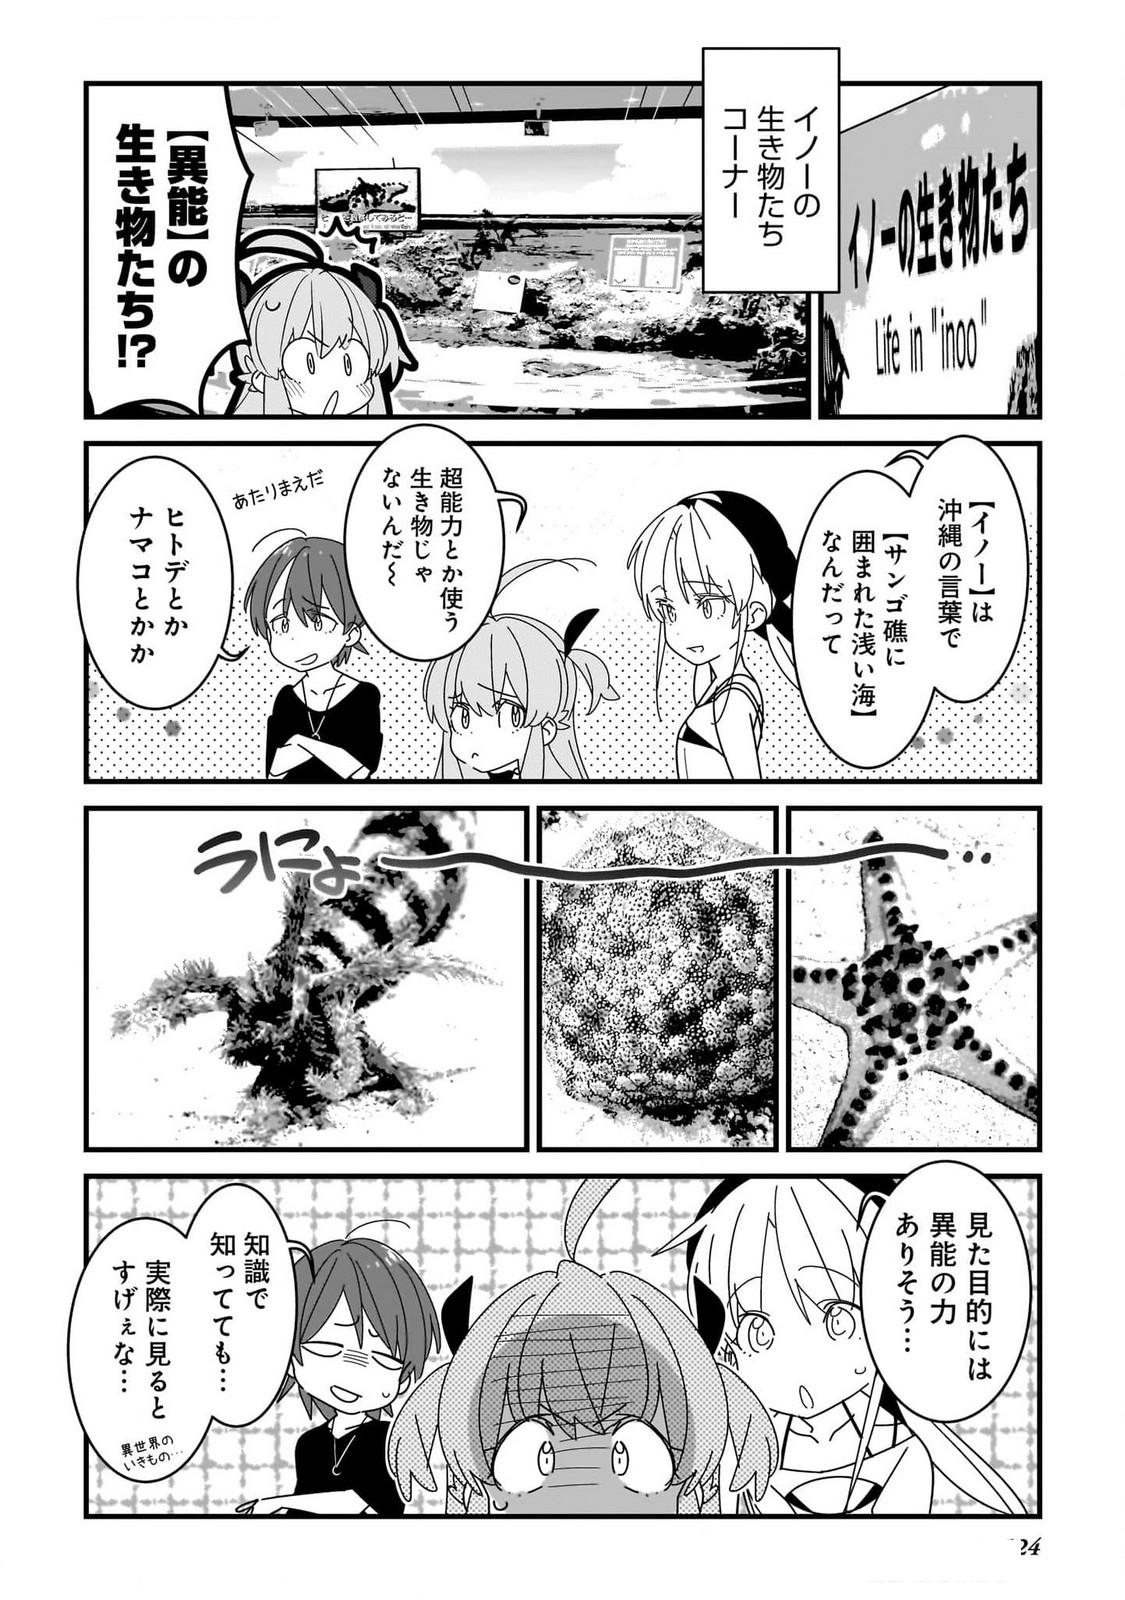 イノーの生き物たち
Life in "inoo"
イノーの
生き物たち
コーナー
【異能】の
生き物たち!?
【イノー】は
沖縄の言葉で
【サンゴ礁に
囲まれた浅い海】
なんだって
超能力とか使う
生き物じゃ
ないんだ〜
あたりまえだ
ヒトデとか
ナマコとかか
うにょ〜‥
見た目的には
異能の力
ありそう…
知識で
知ってても…
実際に見ると
すげぇな…
異世界の
いきもの…
24